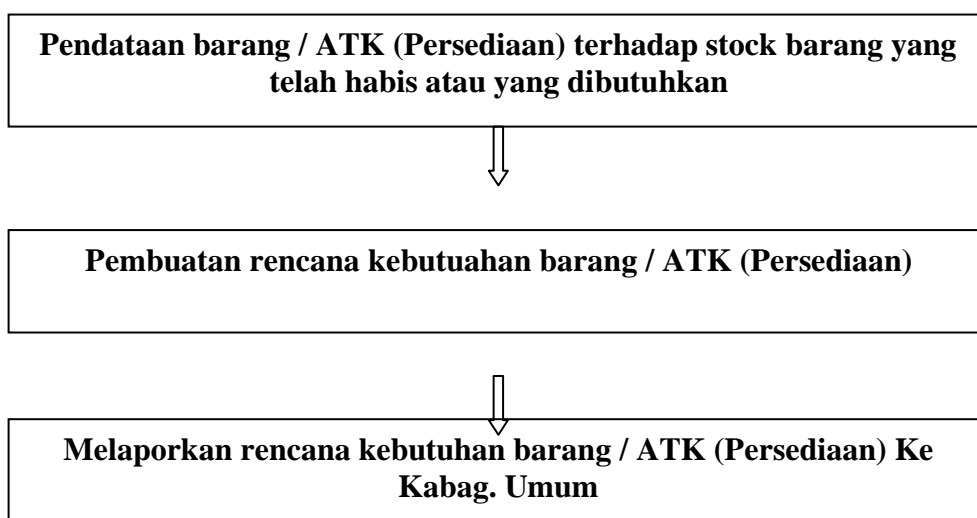 Pendataan barang / ATK (Persediaan) terhadap stock barang yang
telah habis atau yang dibutuhkan
Pembuatan rencana kebutuahan barang / ATK (Persediaan)
Melaporkan rencana kebutuhan barang / ATK (Persediaan) Ke
Kabag. Umum